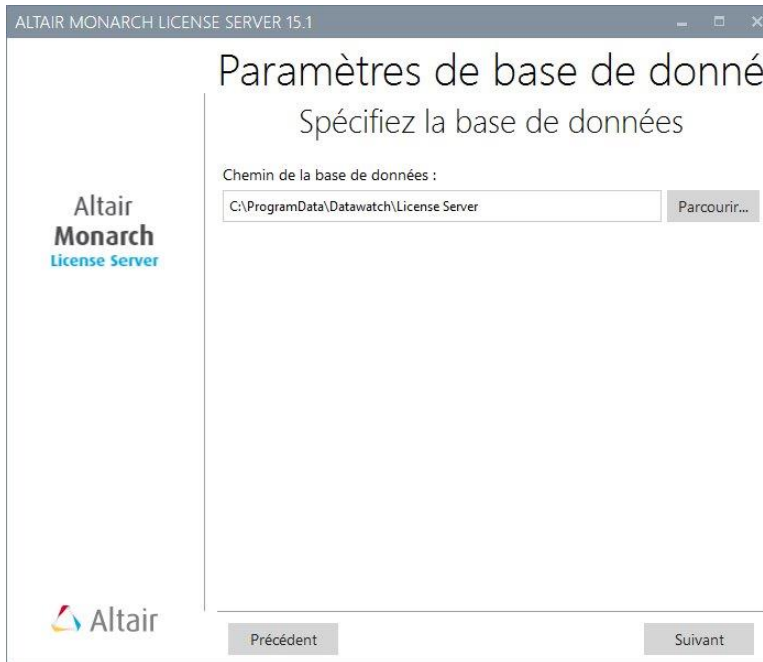 ALTAIR MONARCH LICENSE SERVER 15.1
Paramètres de base de donné
Spécifiez la base de données
Chemin de la base de données :
C:\ProgramData\Datawatch\License Server
Parcourir...
Altair
Monarch
License Server
Altair
Précédent
Suivant